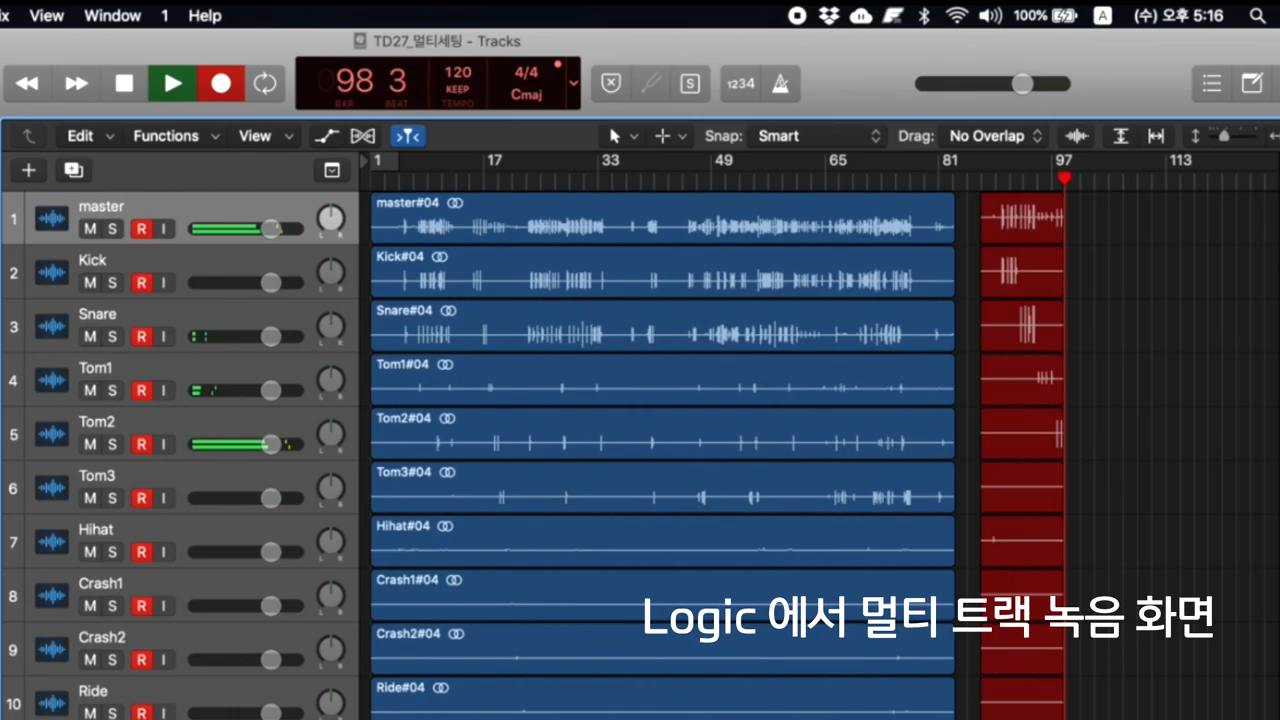 ix View Window 1 Help 100% A (수) 오후 5:16
TD27_멀티세팅 - Tracks
98 3 120 KEEP TEMPO 4/4 Cmaj
BAR BEAT
S 1234
Edit Functions View Snap: Smart Drag: No Overlap
1 17 33 49 65 81 97 113
1 master
M S R I
L R
master#04
2 Kick
M S R I
L R
Kick#04
3 Snare
M S R I
L R
Snare#04
4 Tom1
M S R I
L R
Tom1#04
5 Tom2
M S R I
L R
Tom2#04
6 Tom3
M S R I
L R
Tom3#04
7 Hihat
M S R I
L R
Hihat#04
8 Crash1
M S R I
L R
Crash1#04
Logic 에서 멀티 트랙 녹음 화면
9 Crash2
M S R I
L R
Crash2#04
10 Ride
M S R I
Ride#04